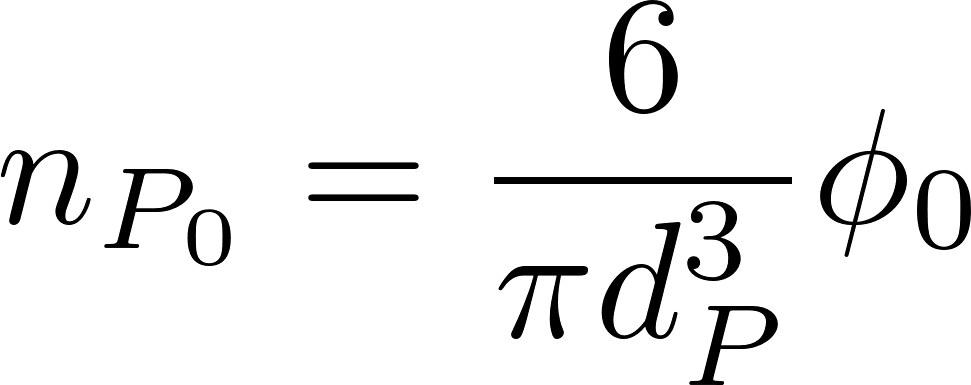 n_{P_0} = \frac{6}{\pi d_P^3} \phi_0